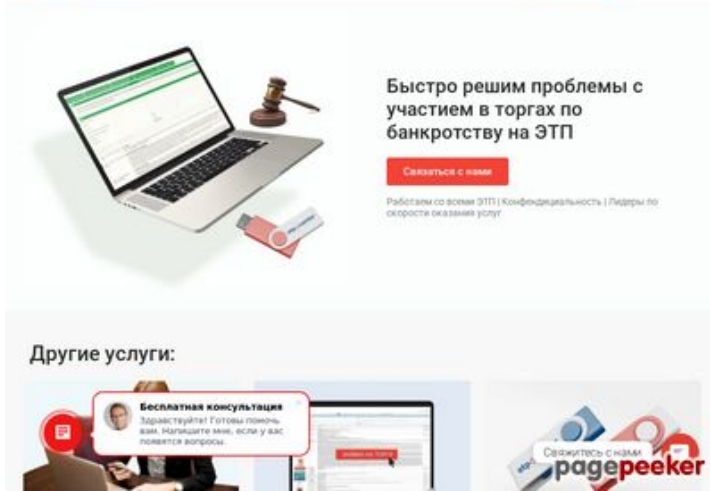 Быстро решим проблемы с
участием в торгах по
банкротству на ЭТП
Связаться с нами
Работаем со всеми ЭТП | Конфендициальность | Лидеры по
скорости оказания услуг
Другие услуги:
Бесплатная консультация
Здравствуйте! Готовы помочь
вам. Напишите мне, если у вас
появятся вопросы.
Свяжитесь с нами
pagepeeker